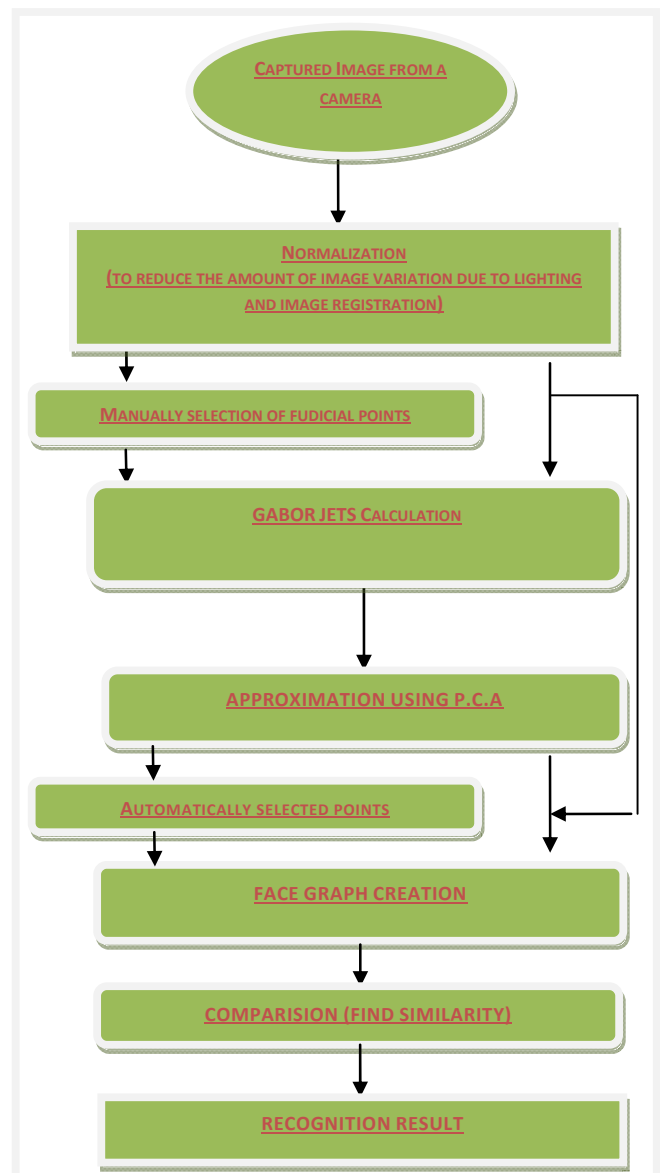 CAPTURED IMAGE FROM A
CAMERA
NORMALIZATION
(TO REDUCE THE AMOUNT OF IMAGE VARIATION DUE TO LIGHTING
AND IMAGE REGISTRATION)
MANUALLY SELECTION OF FUDICIAL POINTS
GABOR JETS CALCULATION
APPROXIMATION USING P.C.A
AUTOMATICALLY SELECTED POINTS
FACE GRAPH CREATION
COMPARISION (FIND SIMILARITY)
RECOGNITION RESULT